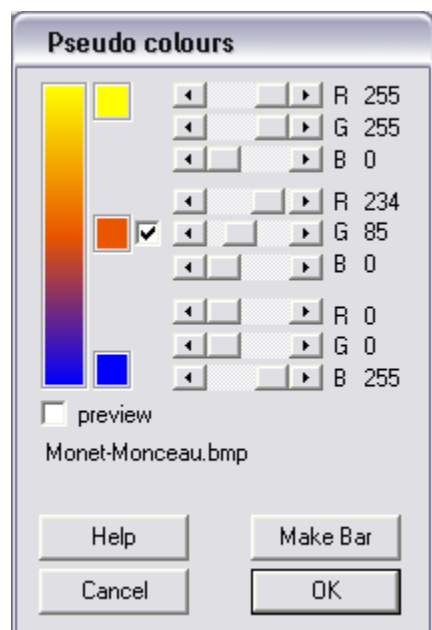 Pseudo colours
R 255
G 255
B 0
R 234
G 85
B 0
R 0
G 0
B 255
preview
Monet-Monceau.bmp
Help
Make Bar
Cancel
OK